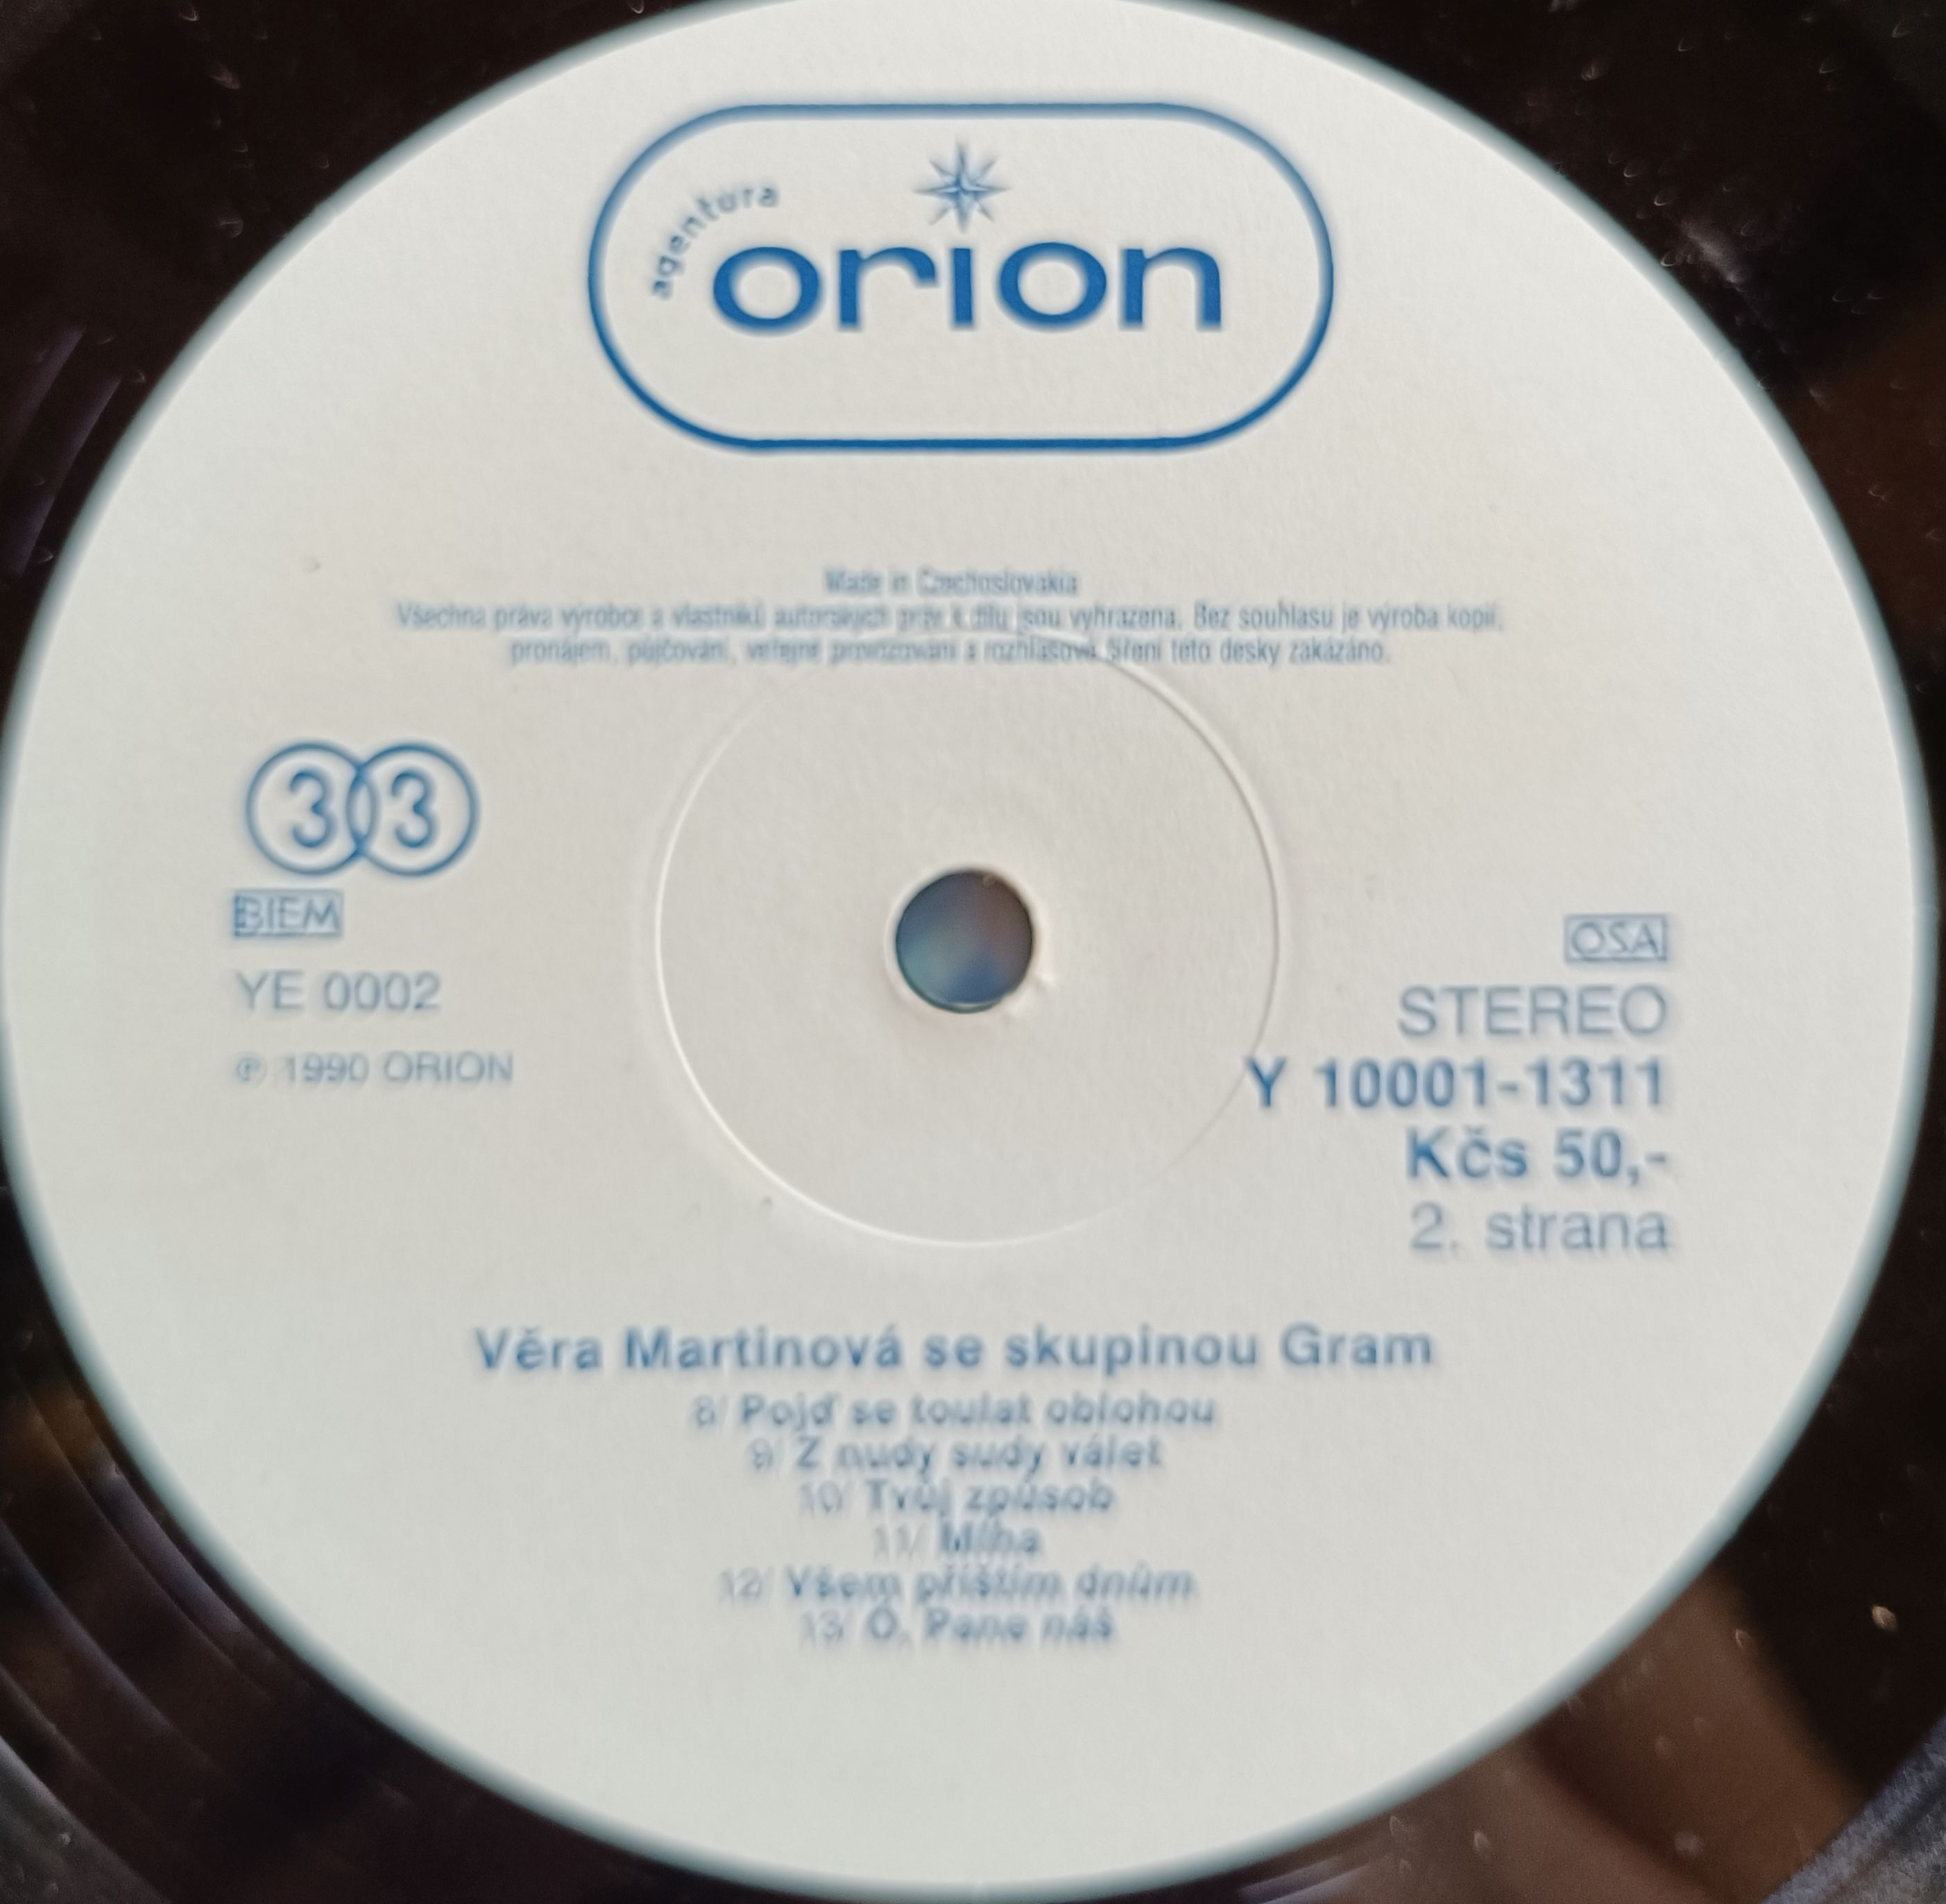 agentura
orion
Made in Czechoslovakia
Všechna práva výrobce a vlastníků autorských práv k dílu jsou vyhrazena. Bez souhlasu je výroba kopií,
pronájem, půjčování, veřejné provozování a rozhlasové šíření této desky zakázáno.
33
BIEM
YE 0002
℗ 1990 ORION
OSA
STEREO
Y 10001-1311
Kčs 50,-
2. strana
Věra Martinová se skupinou Gram
8/ Pojď se toulat oblohou
9/ Z nudy sudy válet
10/ Tvůj způsob
11/ Mlha
12/ Všem příštím dnům
13/ Ó, Pane náš